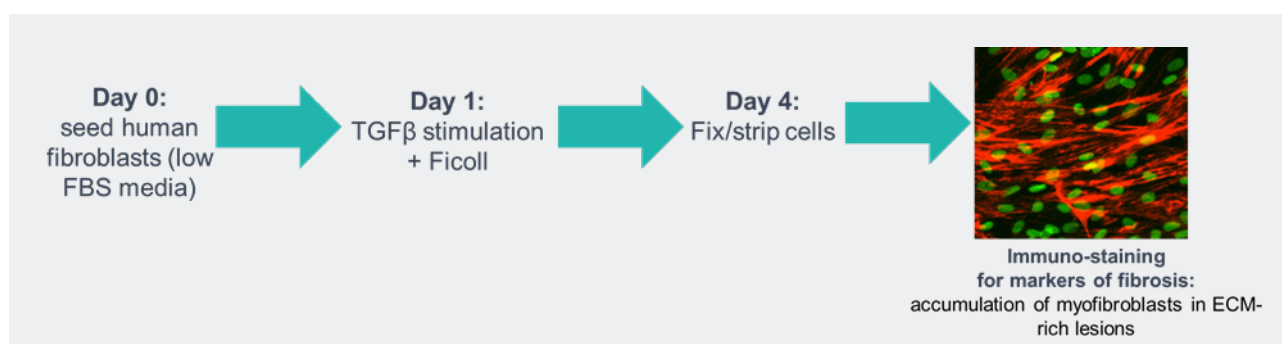 Day 0:
seed human
fibroblasts (low
FBS media)
Day 1:
TGFβ stimulation
+ Ficoll
Day 4:
Fix/strip cells
Immuno-staining
for markers of fibrosis:
accumulation of myofibroblasts in ECM-
rich lesions